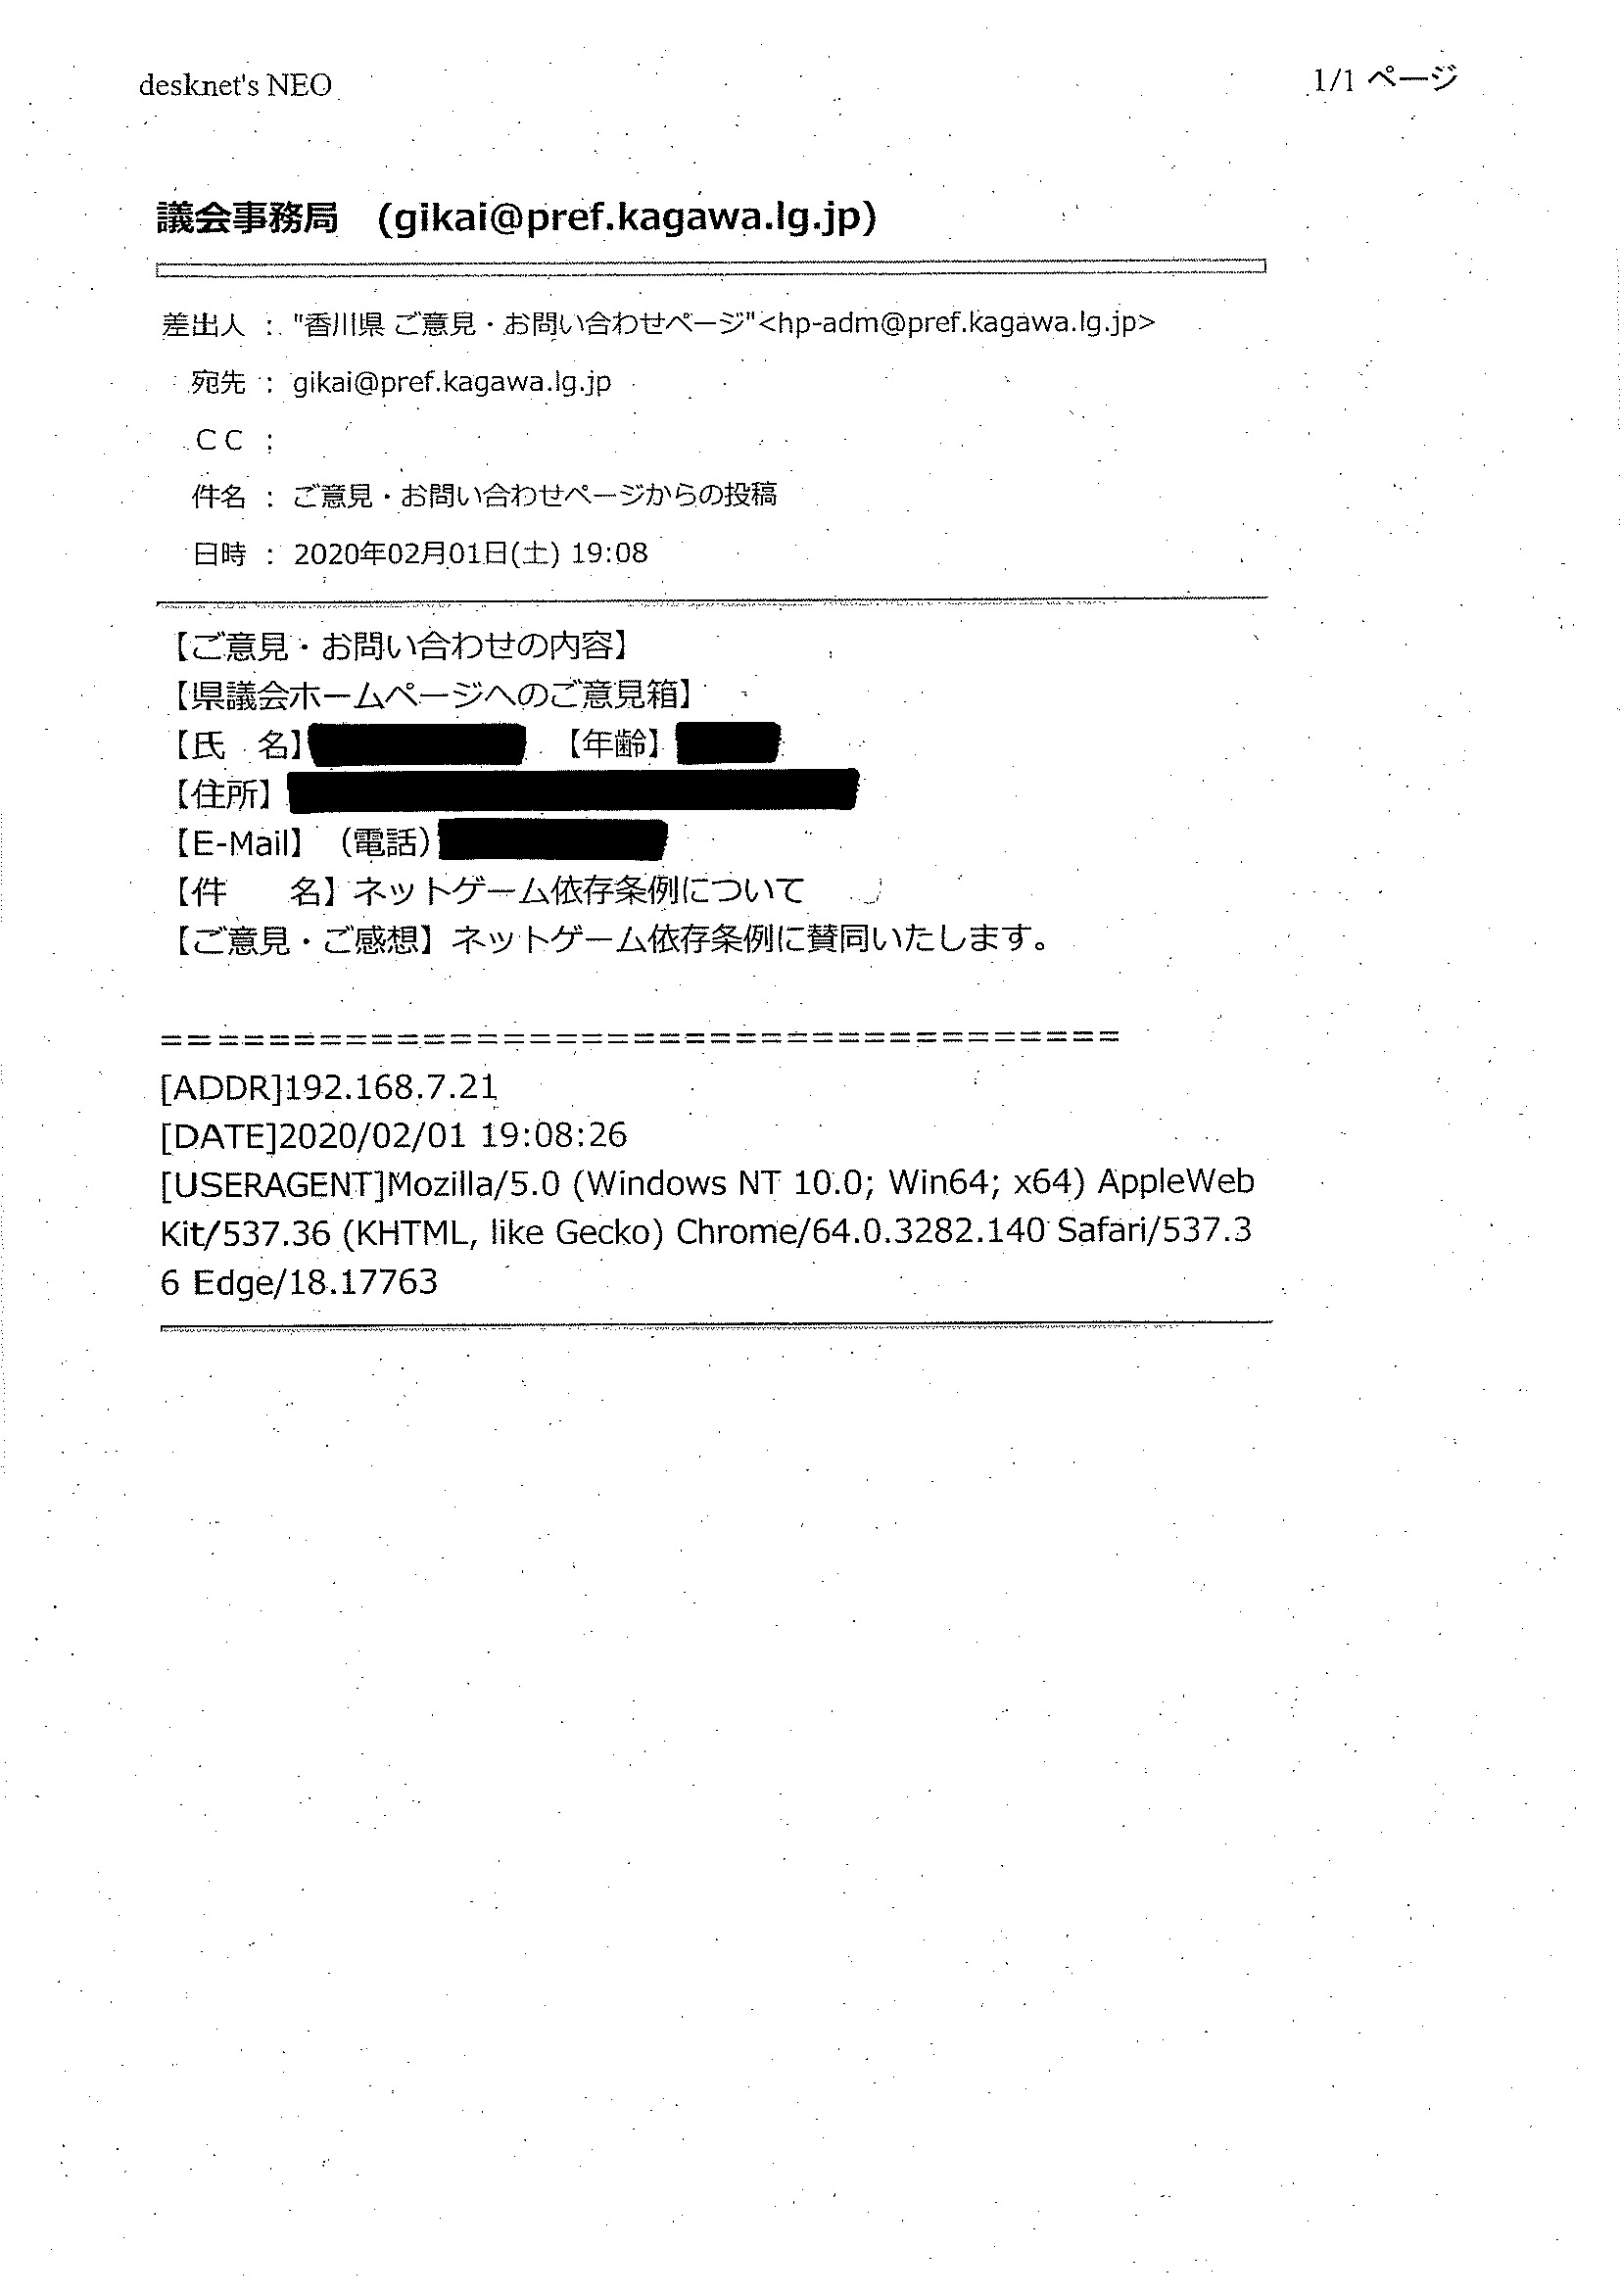 desknet's NEO
1/1 ページ
議会事務局　(gikai@pref.kagawa.lg.jp)
差出人 : "香川県 ご意見・お問い合わせページ"<hp-adm@pref.kagawa.lg.jp>
宛先 : gikai@pref.kagawa.lg.jp
CC :
件名 : ご意見・お問い合わせページからの投稿
日時 : 2020年02月01日(土) 19:08
【ご意見・お問い合わせの内容】
【県議会ホームページへのご意見箱】
【氏　名】　【年齢】
【住所】
【E-Mail】（電話）
【件　　名】ネットゲーム依存条例について
【ご意見・ご感想】ネットゲーム依存条例に賛同いたします。
=====================================
[ADDR]192.168.7.21
[DATE]2020/02/01 19:08:26
[USERAGENT]Mozilla/5.0 (Windows NT 10.0; Win64; x64) AppleWeb
Kit/537.36 (KHTML, like Gecko) Chrome/64.0.3282.140 Safari/537.3
6 Edge/18.17763